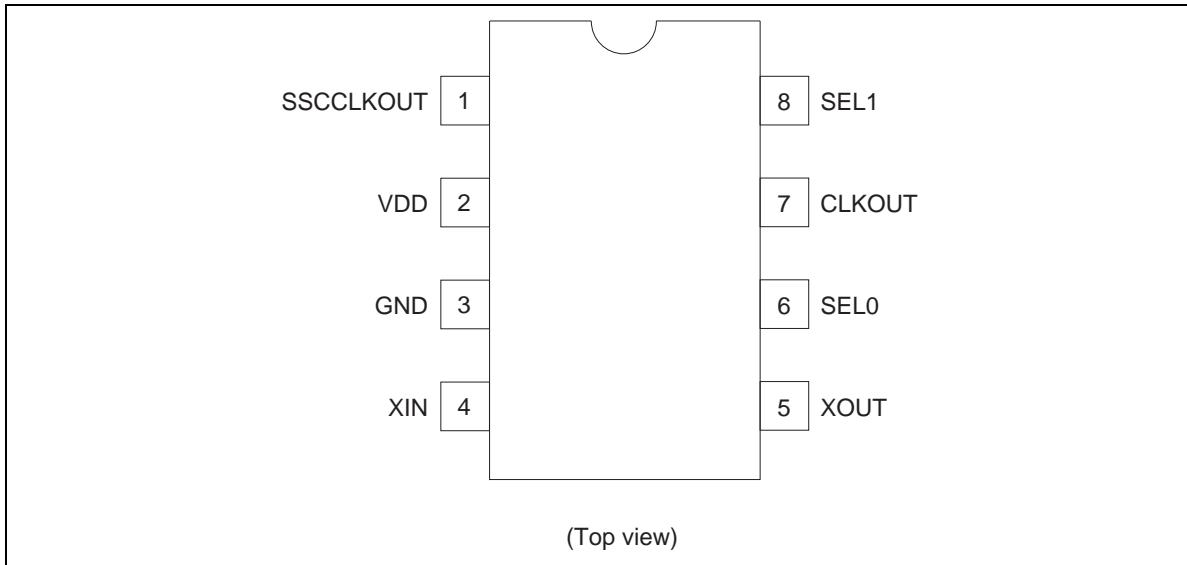 SSCCLKOUT 1 8 SEL1
VDD 2 7 CLKOUT
GND 3 6 SEL0
XIN 4 5 XOUT
(Top view)